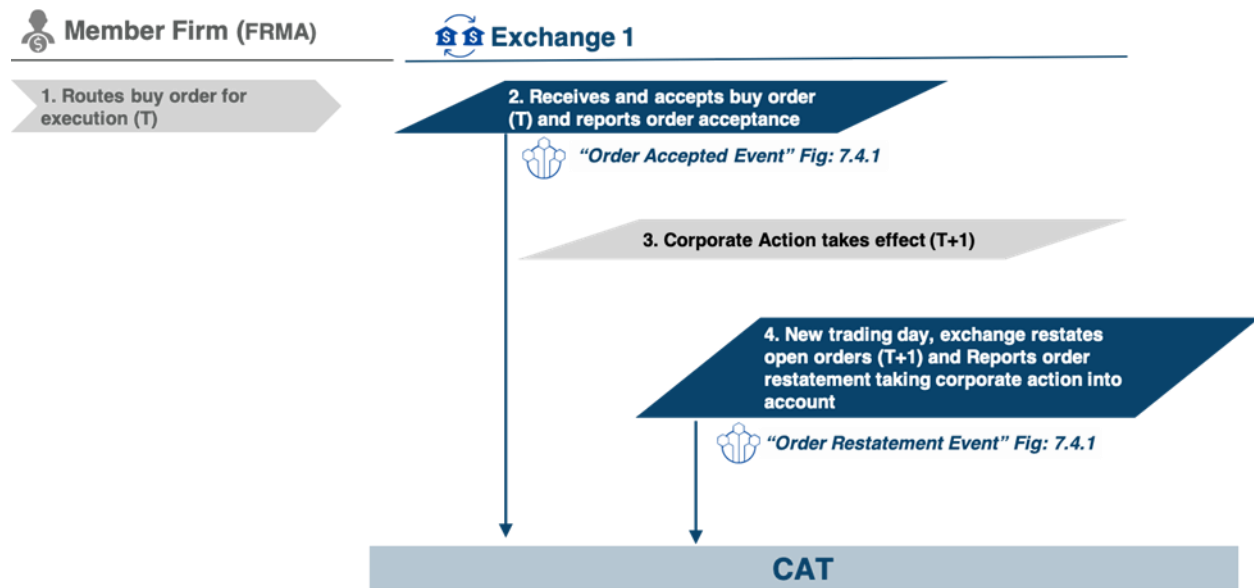 Member Firm (FRMA)
Exchange 1
1. Routes buy order for
execution (T)
2. Receives and accepts buy order
(T) and reports order acceptance
“Order Accepted Event” Fig: 7.4.1
3. Corporate Action takes effect (T+1)
4. New trading day, exchange restates
open orders (T+1) and Reports order
restatement taking corporate action into
account
“Order Restatement Event” Fig: 7.4.1
CAT